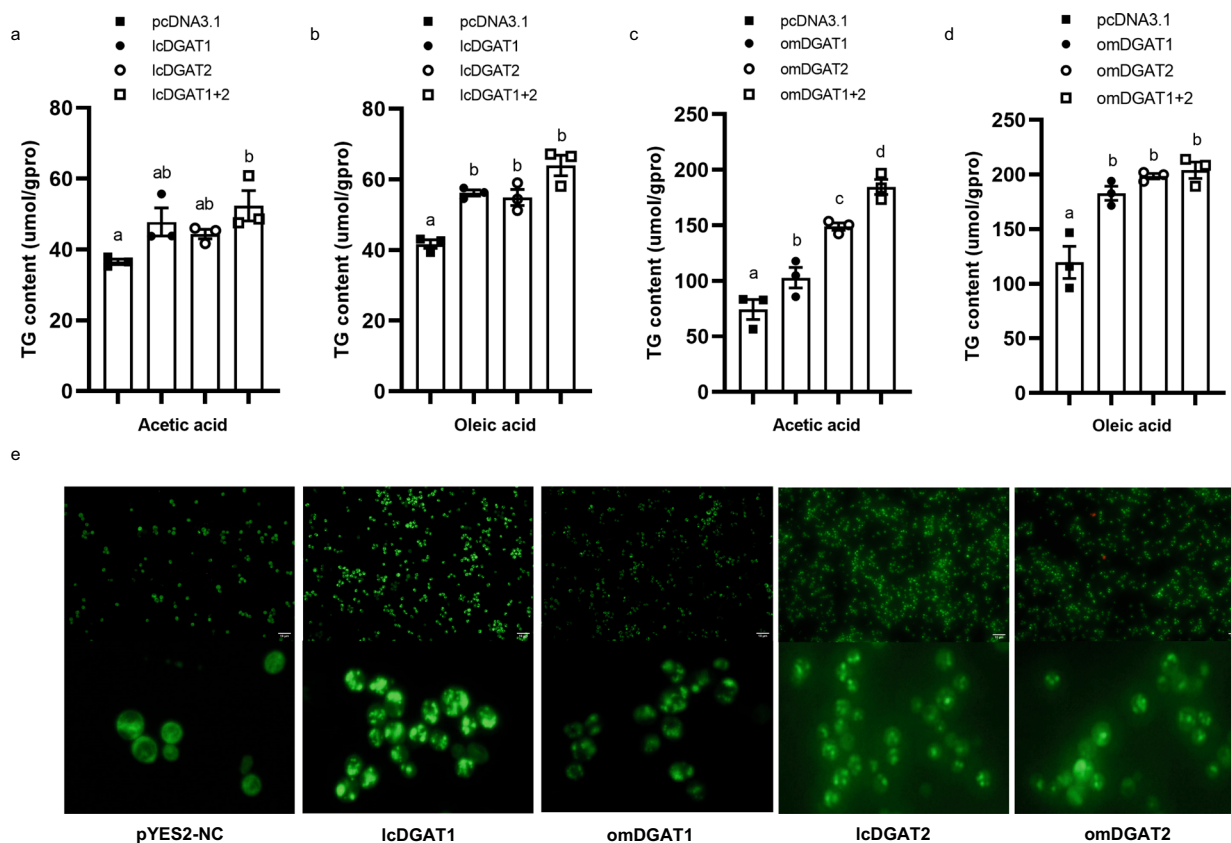 a
pcDNA3.1
lcDGAT1
lcDGAT2
lcDGAT1+2
80
60
40
20
0
TG content (umol/gpro)
a
ab
ab
b
Acetic acid
b
pcDNA3.1
lcDGAT1
lcDGAT2
lcDGAT1+2
80
60
40
20
0
TG content (umol/gpro)
a
b
b
b
Oleic acid
c
pcDNA3.1
omDGAT1
omDGAT2
omDGAT1+2
250
200
150
100
50
0
TG content (umol/gpro)
a
b
c
d
Acetic acid
d
pcDNA3.1
omDGAT1
omDGAT2
omDGAT1+2
250
200
150
100
50
0
TG content (umol/gpro)
a
b
b
b
Oleic acid
e
pYES2-NC
lcDGAT1
omDGAT1
lcDGAT2
omDGAT2